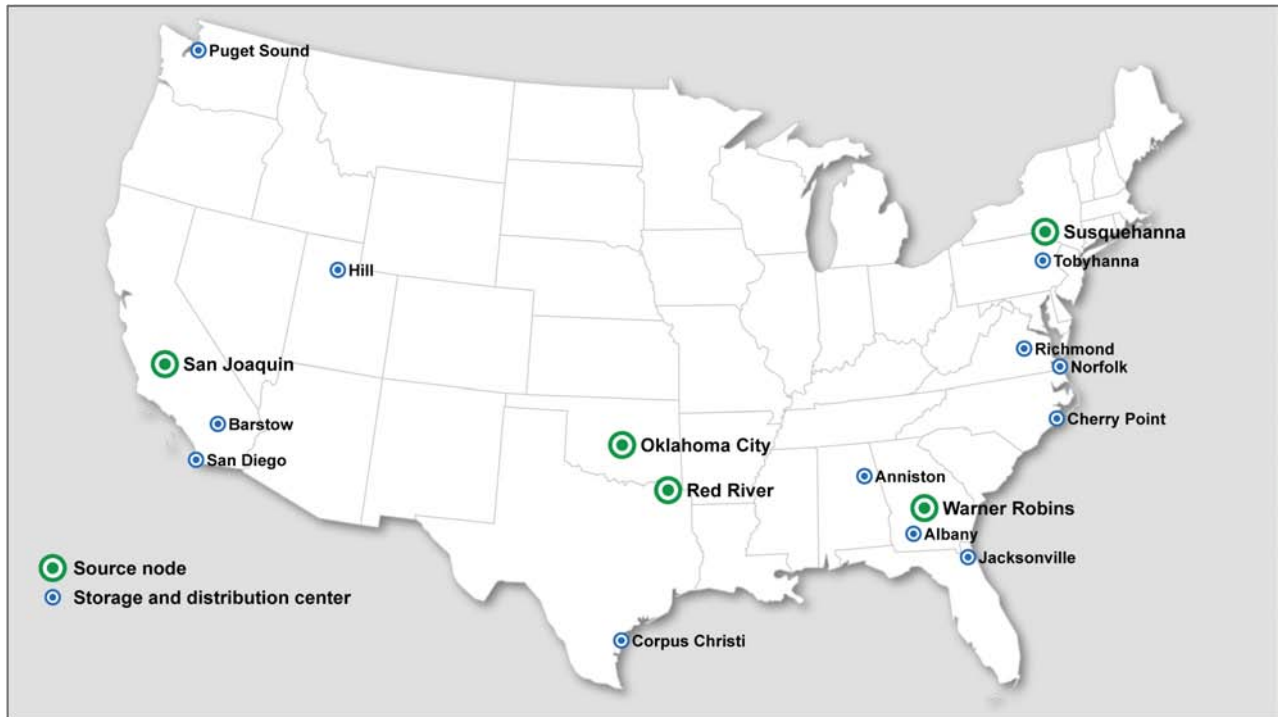 Puget Sound
Susquehanna
Tobyhanna
Hill
Richmond
San Joaquin
Norfolk
Cherry Point
Barstow
Oklahoma City
San Diego
Anniston
Red River
Warner Robins
Albany
Jacksonville
Source node
Storage and distribution center
Corpus Christi